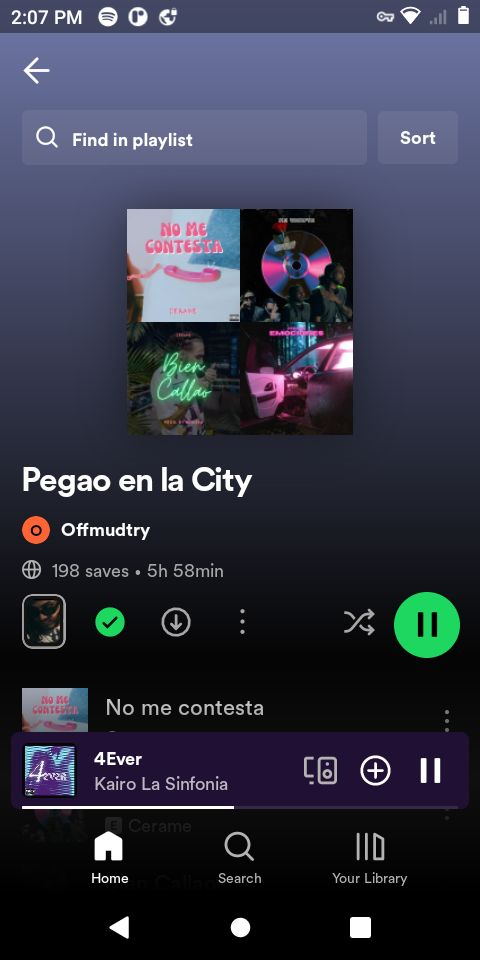 2:07 PM
Find in playlist
Sort
NO ME
CONTESTA
CERAME
Bien
Callao
EMOCIONES
Pegao en la City
Offmudtry
198 saves • 5h 58min
No me contesta
4Ever
4Ever
Kairo La Sinfonia
E Cerame
Home
Search
Your Library